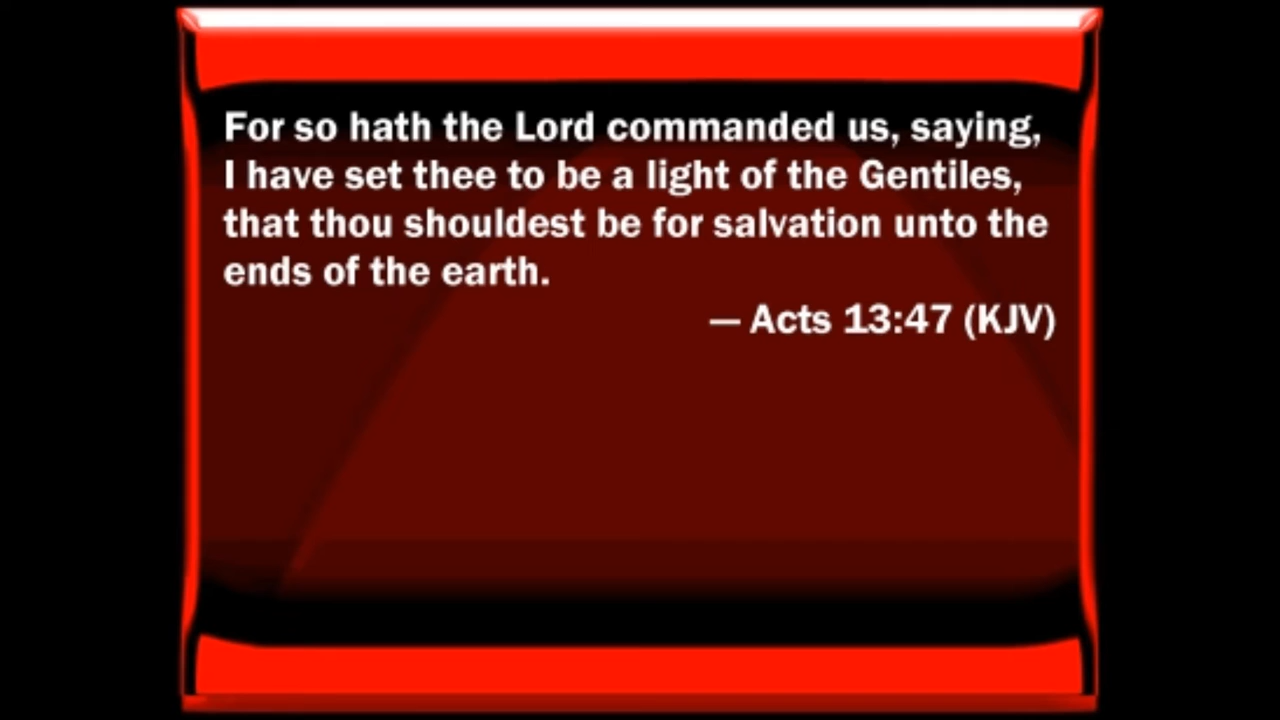 For so hath the Lord commanded us, saying,
I have set thee to be a light of the Gentiles,
that thou shouldest be for salvation unto the
ends of the earth.
— Acts 13:47 (KJV)